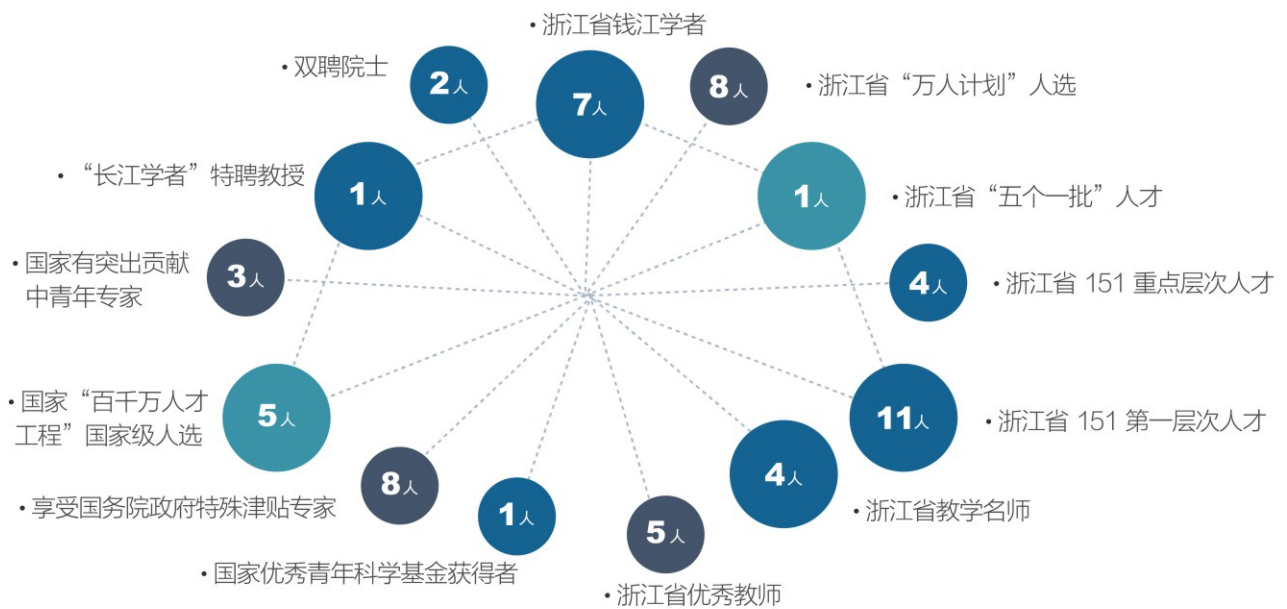 • 浙江省钱江学者
7人
• 双聘院士
2人
8人
• 浙江省“万人计划”人选
• “长江学者”特聘教授
1人
1人
• 浙江省“五个一批”人才
• 国家有突出贡献
中青年专家
3人
4人
• 浙江省 151 重点层次人才
• 国家“百千万人才
工程”国家级人选
5人
11人
• 浙江省 151 第一层次人才
• 享受国务院政府特殊津贴专家
8人
4人
• 浙江省教学名师
• 国家优秀青年科学基金获得者
1人
5人
• 浙江省优秀教师